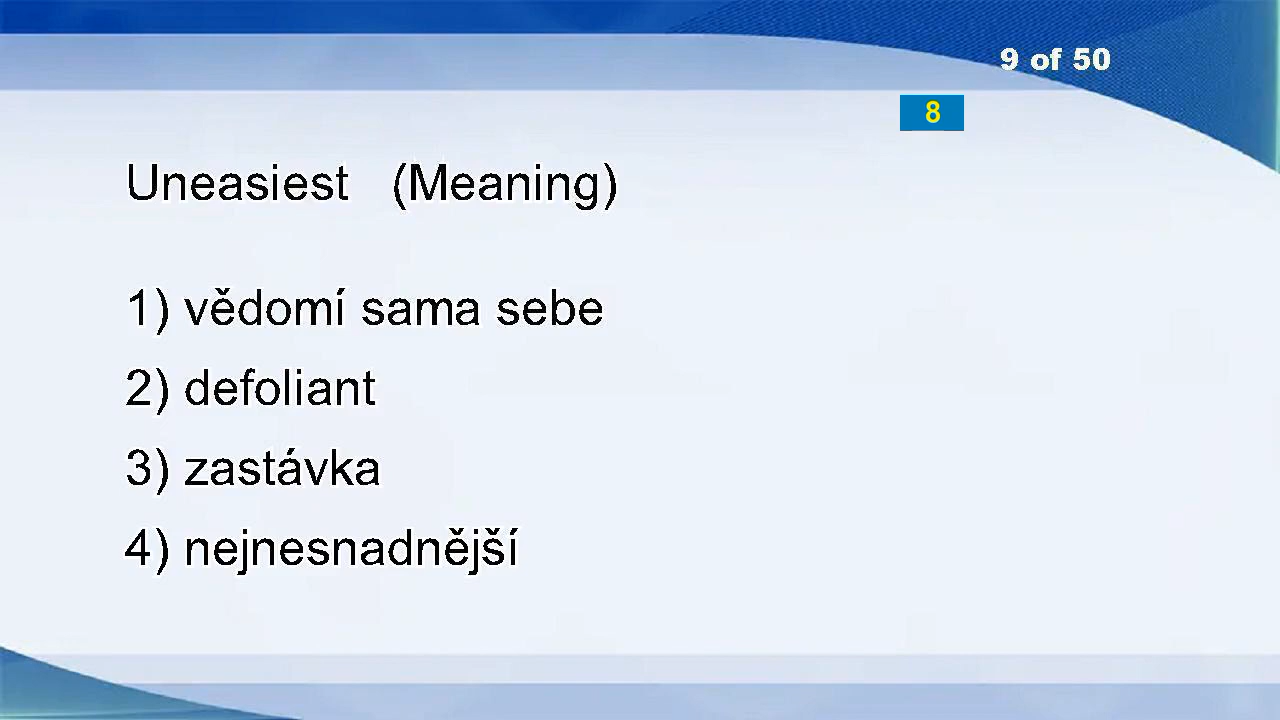 9 of 50
8
Uneasiest (Meaning)
1) vědomí sama sebe
2) defoliant
3) zastávka
4) nejnesnadnější